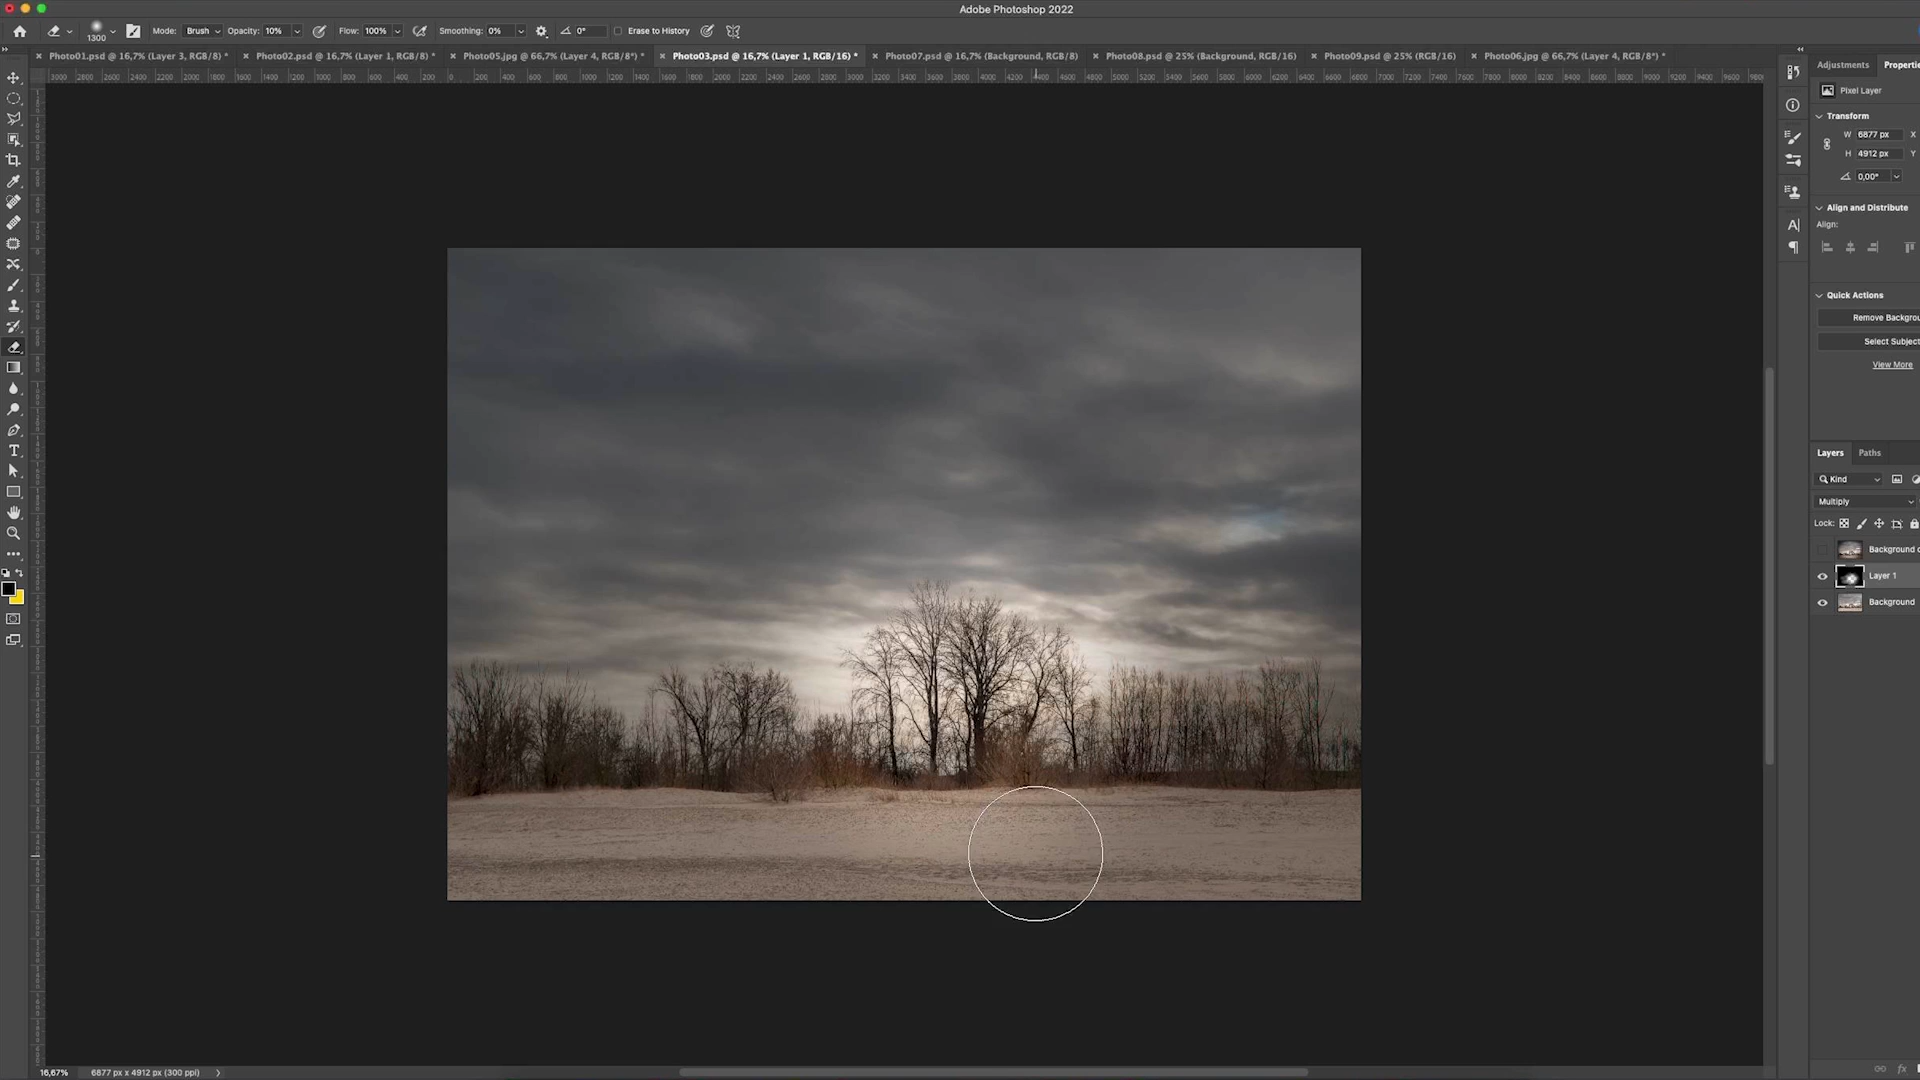 Adobe Photoshop 2022
1300 Mode: Brush Opacity: 10% Flow: 100% Smoothing: 0% 0° Erase to History
Photo01.psd @ 16,7% (Layer 3, RGB/8) * Photo02.psd @ 16,7% (Layer 1, RGB/8) * Photo05.jpg @ 66,7% (Layer 4, RGB/8*) * Photo03.psd @ 16,7% (Layer 1, RGB/16) * Photo07.psd @ 16,7% (Background, RGB/8) Photo08.psd @ 25% (Background, RGB/16) Photo09.psd @ 25% (RGB/16) Photo06.jpg @ 66,7% (Layer 4, RGB/8*) *
Adjustments Properties
Pixel Layer
Transform
W 6877 px X
H 4912 px Y
0,00°
Align and Distribute
Align:
Quick Actions
Remove Backgrou
Select Subject
View More
Layers Paths
Kind
Multiply
Lock:
Background c
Layer 1
Background
fx
16,67% 6877 px x 4912 px (300 ppi)